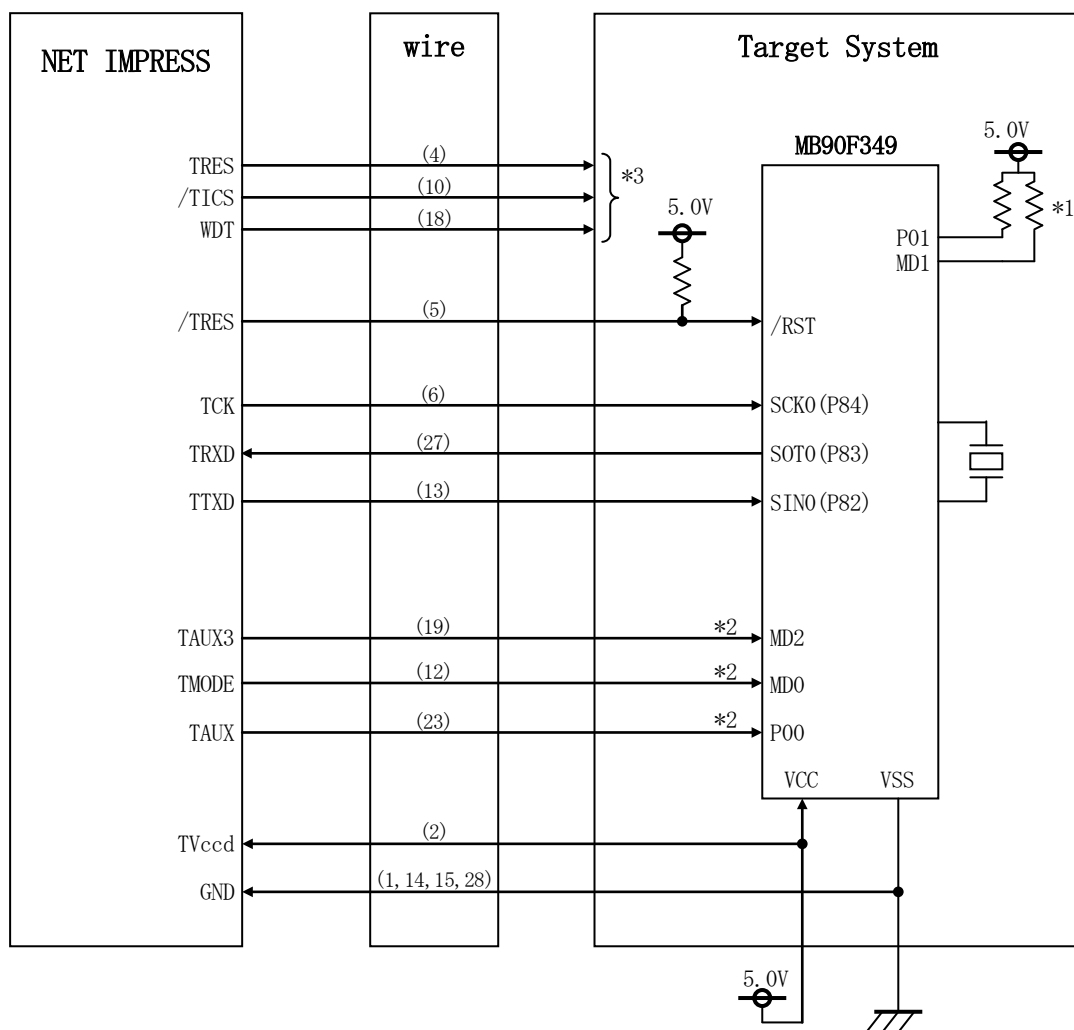 NET IMPRESS
wire
Target System
TRES
(4)
/TICS
(10)
*3
WDT
(18)
MB90F349
5.0V
*1
P01
MD1
5.0V
/TRES
(5)
/RST
TCK
(6)
SCK0(P84)
TRXD
(27)
SOT0(P83)
TTXD
(13)
SIN0(P82)
TAUX3
(19)
*2
MD2
TMODE
(12)
*2
MD0
TAUX
(23)
*2
P00
VCC
VSS
TVccd
(2)
GND
(1,14,15,28)
5.0V